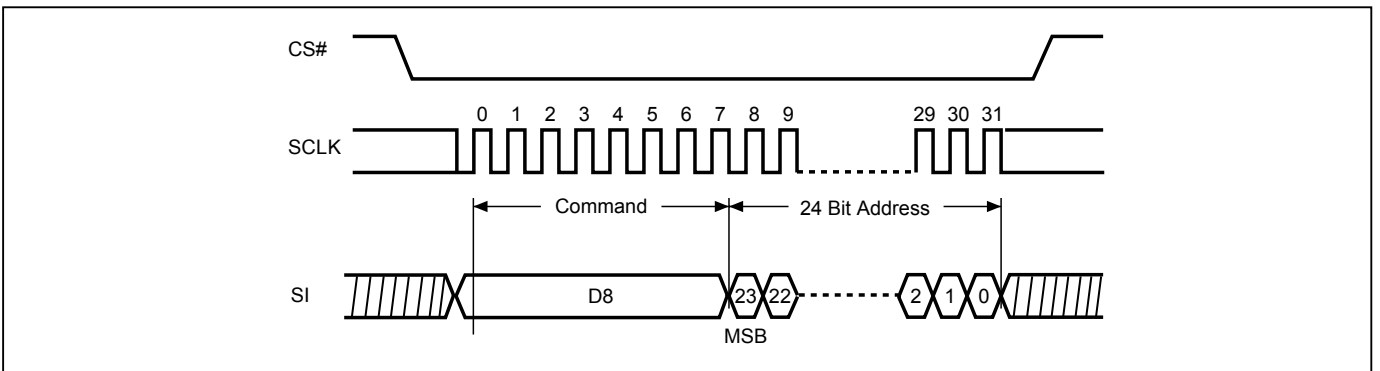 CS#
0 1 2 3 4 5 6 7 8 9 29 30 31
SCLK
Command 24 Bit Address
SI D8 23 22 2 1 0
MSB